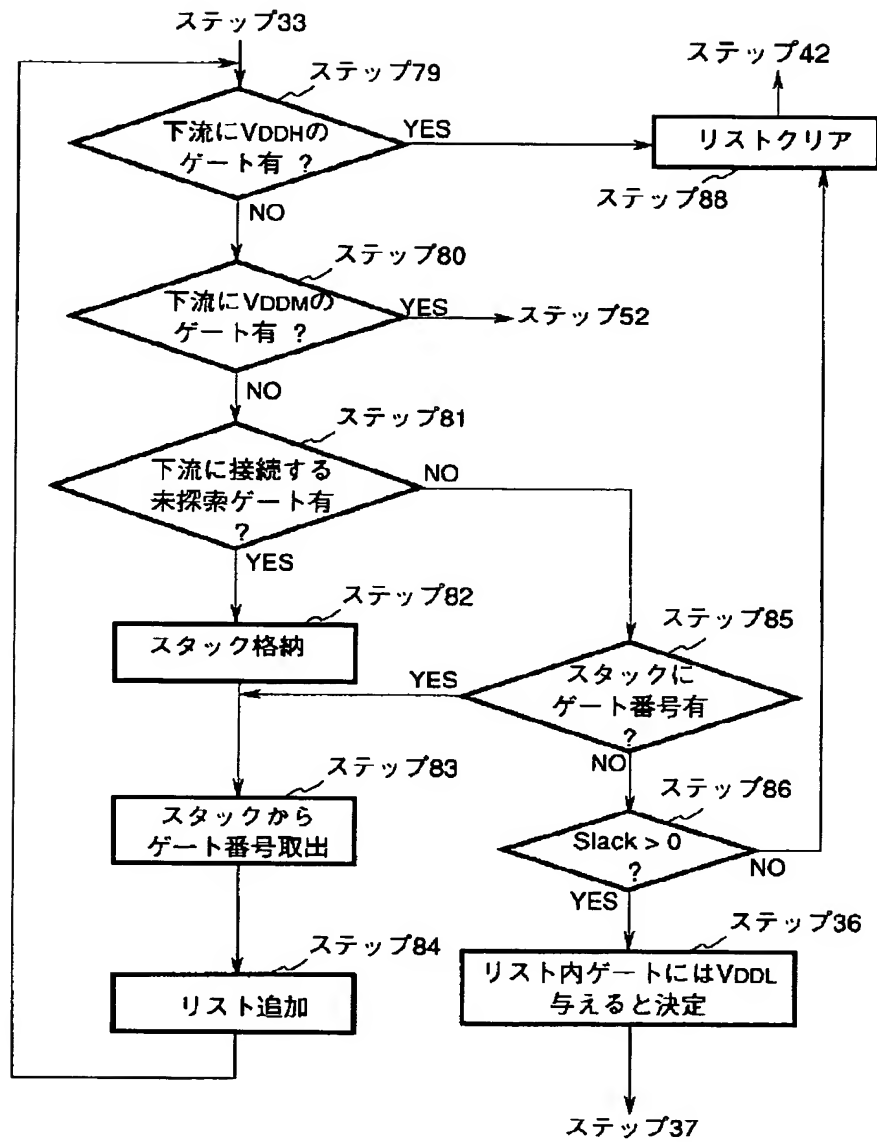 ステップ33
ステップ79
下流にVDDHの
ゲート有 ?
YES
NO
ステップ42
リストクリア
ステップ88
ステップ80
下流にVDDMの
ゲート有 ?
YES
ステップ52
NO
ステップ81
下流に接続する
未探索ゲート有
?
NO
YES
ステップ82
スタック格納
ステップ85
スタックに
ゲート番号有
?
YES
NO
ステップ83
スタックから
ゲート番号取出
ステップ86
Slack > 0
?
NO
YES
ステップ84
リスト追加
ステップ36
リスト内ゲートにはVDDL
与えると決定
ステップ37